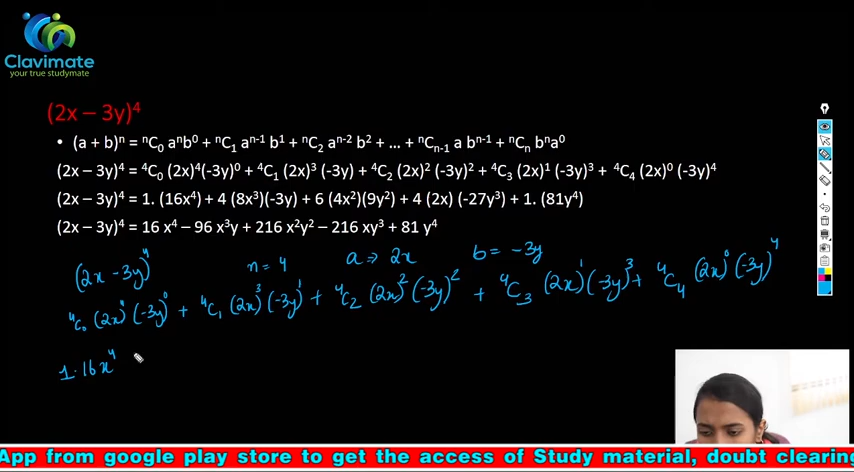 Clavimate
your true studymate
(2x – 3y)⁴
• (a + b)ⁿ = ⁿC₀ aⁿb⁰ + ⁿC₁ aⁿ⁻¹ b¹ + ⁿC₂ aⁿ⁻² b² + ... + ⁿCₙ₋₁ a bⁿ⁻¹ + ⁿCₙ bⁿa⁰
(2x – 3y)⁴ = ⁴C₀ (2x)⁴(-3y)⁰ + ⁴C₁ (2x)³ (-3y) + ⁴C₂ (2x)² (-3y)² + ⁴C₃ (2x)¹ (-3y)³ + ⁴C₄ (2x)⁰ (-3y)⁴
(2x – 3y)⁴ = 1. (16x⁴) + 4 (8x³)(-3y) + 6 (4x²)(9y²) + 4 (2x) (-27y³) + 1. (81y⁴)
(2x – 3y)⁴ = 16 x⁴ – 96 x³y + 216 x²y² – 216 xy³ + 81 y⁴
(2x - 3y)⁴ n = 4 a ⇒ 2x b = -3y
⁴C₀ (2x)⁴ (-3y)⁰ + ⁴C₁ (2x)³ (-3y)¹ + ⁴C₂ (2x)² (-3y)² + ⁴C₃ (2x)¹ (-3y)³ + ⁴C₄ (2x)⁰ (-3y)⁴
1. 16x⁴
App from google play store to get the access of Study material, doubt clearing